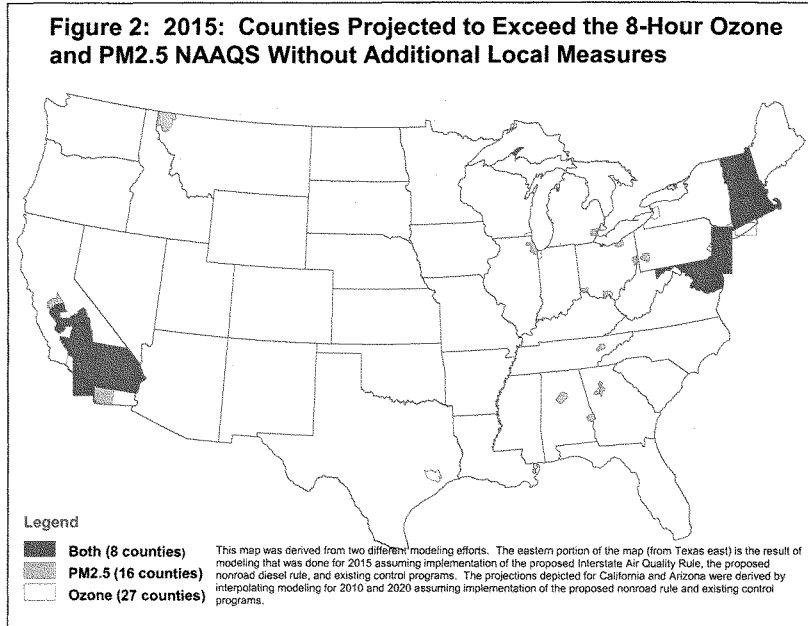 Figure 2: 2015: Counties Projected to Exceed the 8-Hour Ozone
and PM2.5 NAAQS Without Additional Local Measures
Legend
Both (8 counties)
PM2.5 (16 counties)
Ozone (27 counties)
This map was derived from two different modeling efforts. The eastern portion of the map (from Texas east) is the result of
modeling that was done for 2015 assuming implementation of the proposed Interstate Air Quality Rule, the proposed
nonroad diesel rule, and existing control programs. The projections depicted for California and Arizona were derived by
interpolating modeling for 2010 and 2020 assuming implementation of the proposed nonroad rule and existing control
programs.